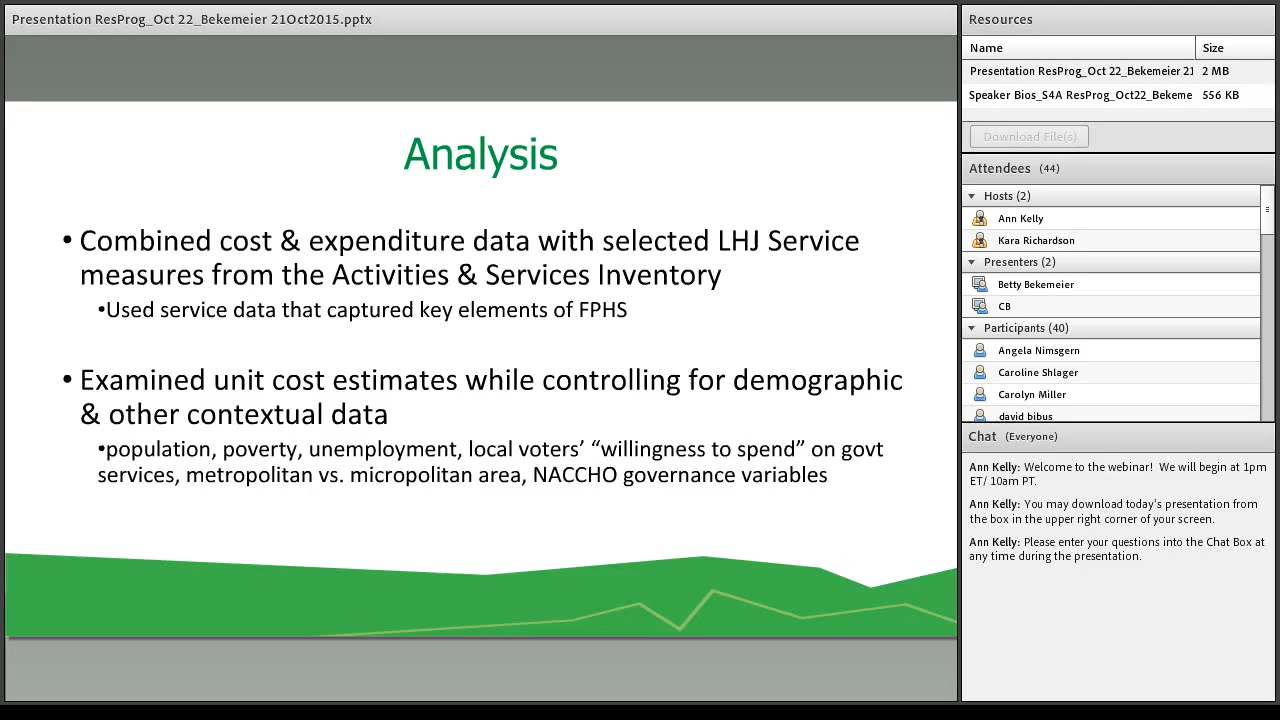 Presentation ResProg_Oct 22_Bekemeier 21Oct2015.pptx
Analysis
• Combined cost & expenditure data with selected LHJ Service
measures from the Activities & Services Inventory
•Used service data that captured key elements of FPHS
• Examined unit cost estimates while controlling for demographic
& other contextual data
•population, poverty, unemployment, local voters’ “willingness to spend” on govt
services, metropolitan vs. micropolitan area, NACCHO governance variables
Resources
Name Size
Presentation ResProg_Oct 22_Bekemeier 21 2 MB
Speaker Bios_S4A ResProg_Oct22_Bekeme 556 KB
Download File(s)
Attendees (44)
Hosts (2)
Ann Kelly
Kara Richardson
Presenters (2)
Betty Bekemeier
CB
Participants (40)
Angela Nimsgern
Caroline Shlager
Carolyn Miller
david bibus
Chat (Everyone)
Ann Kelly: Welcome to the webinar! We will begin at 1pm
ET/ 10am PT.
Ann Kelly: You may download today's presentation from
the box in the upper right corner of your screen.
Ann Kelly: Please enter your questions into the Chat Box at
any time during the presentation.